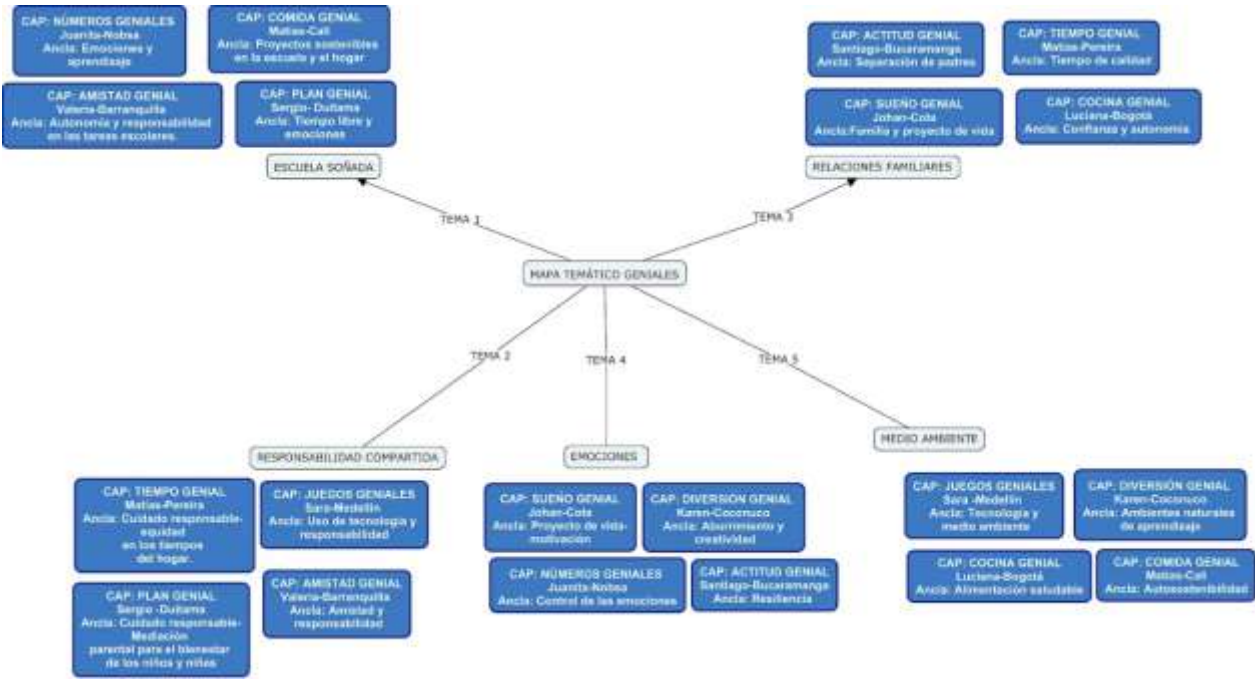 CAP: NÚMEROS GENIALES
Juanita-Nobsa
Ancla: Emociones y
aprendizaje
CAP: COMIDA GENIAL
Matías-Cali
Ancla: Proyectos sostenibles
en la escuela y el hogar
CAP: AMISTAD GENIAL
Valeria-Barranquilla
Ancla: Autonomía y responsabilidad
en las tareas escolares.
CAP: PLAN GENIAL
Sergio- Duitama
Ancla: Tiempo libre y
emociones
ESCUELA SOÑADA
CAP: ACTITUD GENIAL
Santiago-Bucaramanga
Ancla: Separación de padres
CAP: TIEMPO GENIAL
Matías-Pereira
Ancla: Tiempo de calidad
CAP: SUEÑO GENIAL
Johan-Cota
Ancla:Familia y proyecto de vida
CAP: COCINA GENIAL
Luciana-Bogotá
Ancla: Confianza y autonomía
RELACIONES FAMILIARES
TEMA 1
TEMA 3
MAPA TEMÁTICO GENIALES
TEMA 2
TEMA 4
TEMA 5
RESPONSABILIDAD COMPARTIDA
EMOCIONES
MEDIO AMBIENTE
CAP: TIEMPO GENIAL
Matías-Pereira
Ancla: Cuidado responsable-
equidad
en los tiempos
del hogar.
CAP: JUEGOS GENIALES
Sara-Medellín
Ancla: Uso de tecnología y
responsabilidad
CAP: PLAN GENIAL
Sergio -Duitama
Ancla: Cuidado responsable-
Mediación
parental para el bienestar
de los niños y niñas
CAP: AMISTAD GENIAL
Valeria-Barranquilla
Ancla: Amistad y
responsabilidad
CAP: SUEÑO GENIAL
Johan-Cota
Ancla: Proyecto de vida-
motivación
CAP: DIVERSIÓN GENIAL
Karen-Coconuco
Ancla: Aburrimiento y
creatividad
CAP: NÚMEROS GENIALES
Juanita-Nobsa
Ancla: Control de las emociones
CAP: ACTITUD GENIAL
Santiago-Bucaramanga
Ancla: Resiliencia
CAP: JUEGOS GENIALES
Sara -Medellín
Ancla: Tecnología y
medio ambiente
CAP: DIVERSIÓN GENIAL
Karen-Coconuco
Ancla: Ambientes naturales
de aprendizaje
CAP: COCINA GENIAL
Luciana-Bogotá
Ancla: Alimentación saludable
CAP: COMIDA GENIAL
Matías-Cali
Ancla: Autosostenibilidad